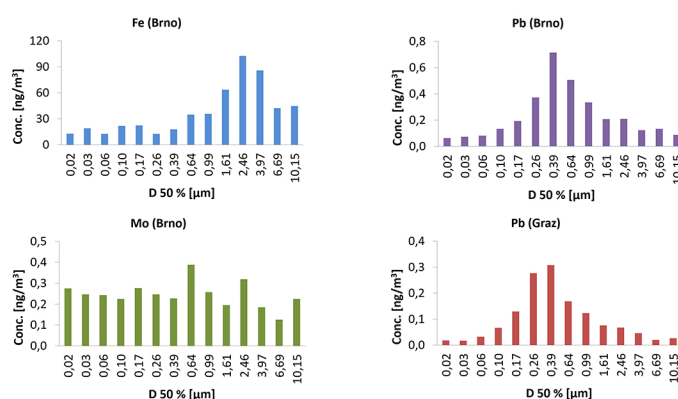 Fe (Brno)
Conc. [ng/m³]
120
90
60
30
0
0,02 0,03 0,06 0,10 0,17 0,26 0,39 0,64 0,99 1,61 2,46 3,97 6,69 10,15
D 50 % [µm]
Pb (Brno)
Conc. [ng/m³]
0,8
0,6
0,4
0,2
0,0
0,02 0,03 0,06 0,10 0,17 0,26 0,39 0,64 0,99 1,61 2,46 3,97 6,69 10,15
D 50 % [µm]
Mo (Brno)
Conc. [ng/m³]
0,5
0,4
0,3
0,2
0,1
0,0
0,02 0,03 0,06 0,10 0,17 0,26 0,39 0,64 0,99 1,61 2,46 3,97 6,69 10,15
D 50 % [µm]
Pb (Graz)
Conc. [ng/m³]
0,4
0,3
0,2
0,1
0,0
0,02 0,03 0,06 0,10 0,17 0,26 0,39 0,64 0,99 1,61 2,46 3,97 6,69 10,15
D 50 % [µm]